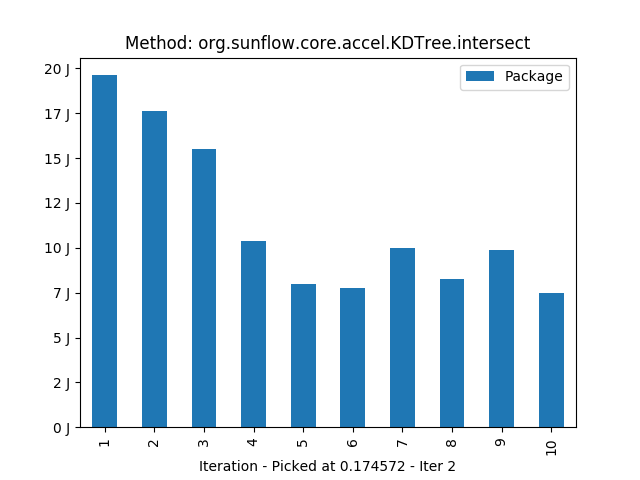 Method: org.sunflow.core.accel.KDTree.intersect
20 J
17 J
15 J
12 J
10 J
7 J
5 J
2 J
0 J
Package
1 2 3 4 5 6 7 8 9 10
Iteration - Picked at 0.174572 - Iter 2